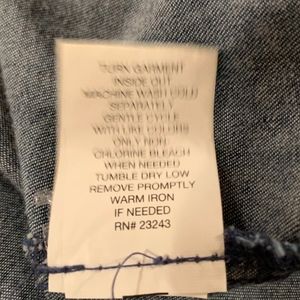 TURN GARMENT
INSIDE OUT
MACHINE WASH COLD
SEPARATELY
GENTLE CYCLE
WITH LIKE COLORS
ONLY NON-
CHLORINE BLEACH
WHEN NEEDED
TUMBLE DRY LOW
REMOVE PROMPTLY
WARM IRON
IF NEEDED
RN# 23243